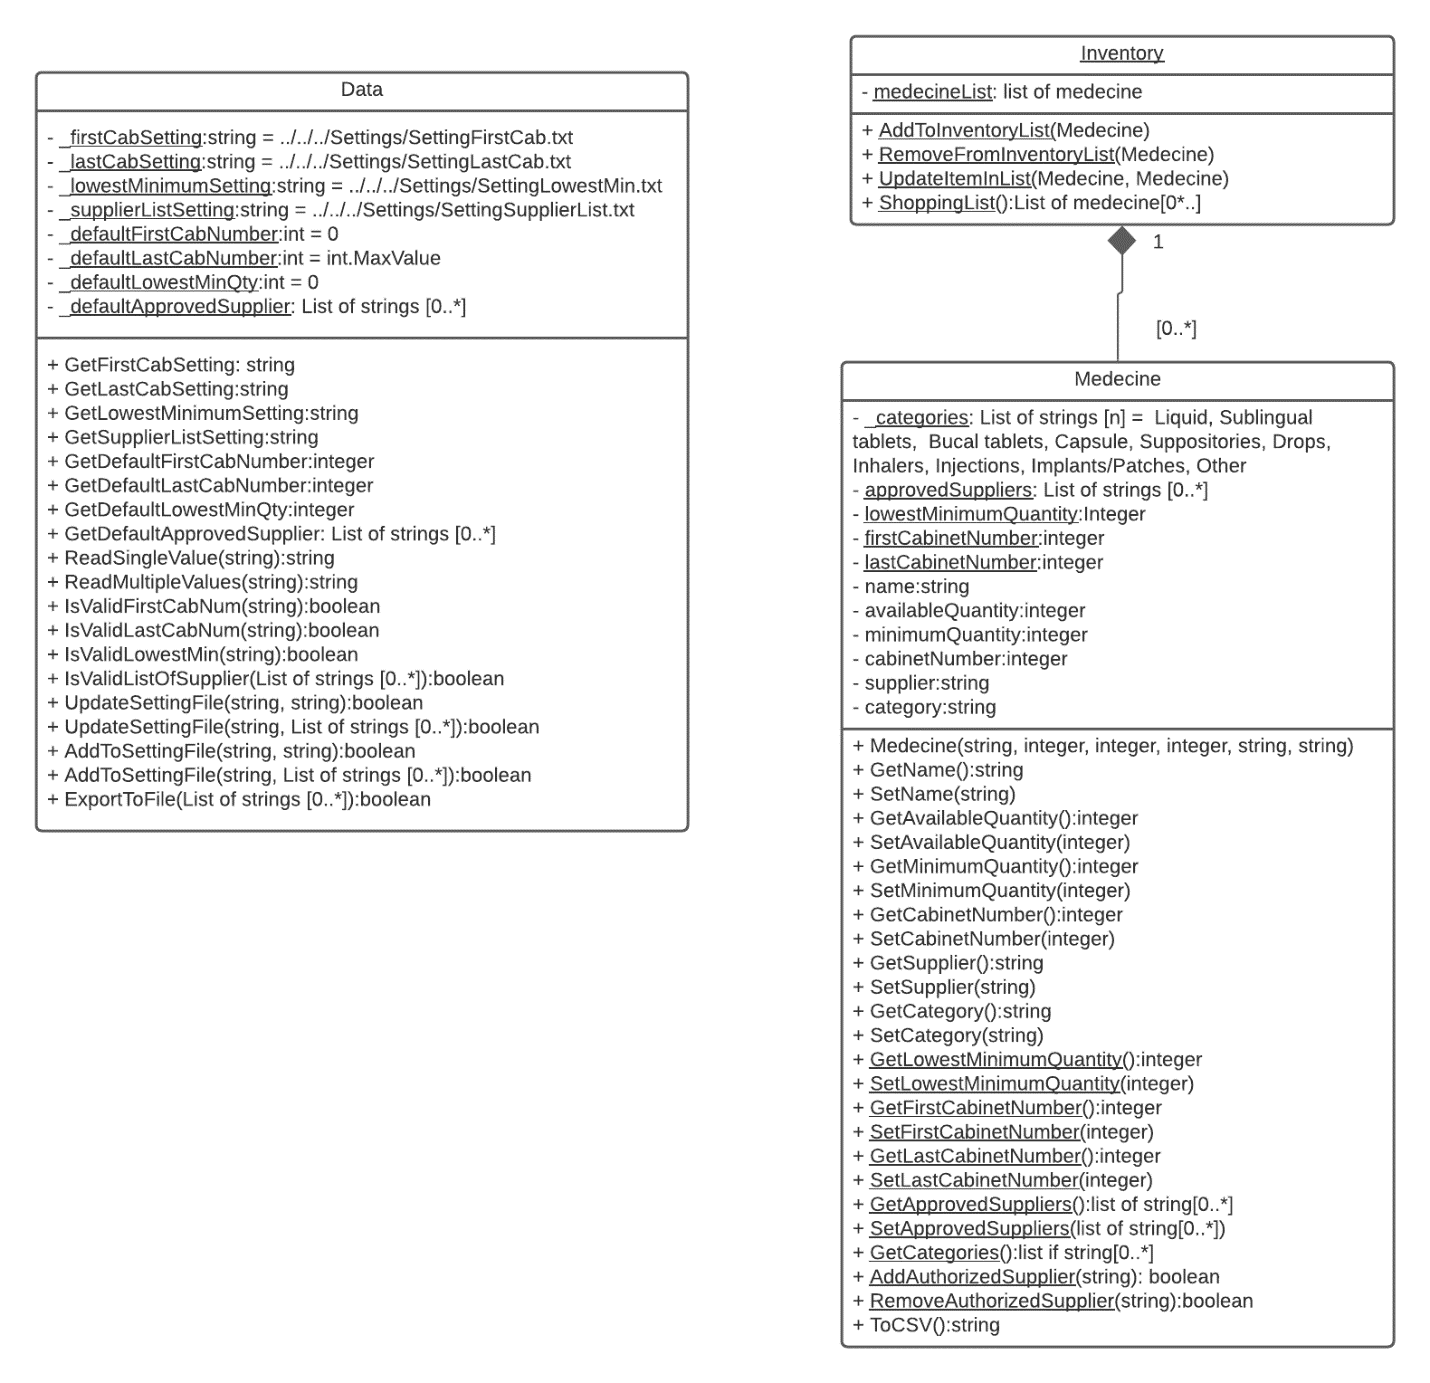 Data
- _firstCabSetting:string = ../../../Settings/SettingFirstCab.txt
- _lastCabSetting:string = ../../../Settings/SettingLastCab.txt
- _lowestMinimumSetting:string = ../../../Settings/SettingLowestMin.txt
- _supplierListSetting:string = ../../../Settings/SettingSupplierList.txt
- _defaultFirstCabNumber:int = 0
- _defaultLastCabNumber:int = int.MaxValue
- _defaultLowestMinQty:int = 0
- _defaultApprovedSupplier: List of strings [0..*]
+ GetFirstCabSetting: string
+ GetLastCabSetting:string
+ GetLowestMinimumSetting:string
+ GetSupplierListSetting:string
+ GetDefaultFirstCabNumber:integer
+ GetDefaultLastCabNumber:integer
+ GetDefaultLowestMinQty:integer
+ GetDefaultApprovedSupplier: List of strings [0..*]
+ ReadSingleValue(string):string
+ ReadMultipleValues(string):string
+ IsValidFirstCabNum(string):boolean
+ IsValidLastCabNum(string):boolean
+ IsValidLowestMin(string):boolean
+ IsValidListOfSupplier(List of strings [0..*]):boolean
+ UpdateSettingFile(string, string):boolean
+ UpdateSettingFile(string, List of strings [0..*]):boolean
+ AddToSettingFile(string, string):boolean
+ AddToSettingFile(string, List of strings [0..*]):boolean
+ ExportToFile(List of strings [0..*]):boolean
Inventory
- medecineList: list of medecine
+ AddToInventoryList(Medecine)
+ RemoveFromInventoryList(Medecine)
+ UpdateItemInList(Medecine, Medecine)
+ ShoppingList():List of medecine[0*..]
1
[0..*]
Medecine
- _categories: List of strings [n] = Liquid, Sublingual
tablets, Bucal tablets, Capsule, Suppositories, Drops,
Inhalers, Injections, Implants/Patches, Other
- approvedSuppliers: List of strings [0..*]
- lowestMinimumQuantity:Integer
- firstCabinetNumber:integer
- lastCabinetNumber:integer
- name:string
- availableQuantity:integer
- minimumQuantity:integer
- cabinetNumber:integer
- supplier:string
- category:string
+ Medecine(string, integer, integer, integer, string, string)
+ GetName():string
+ SetName(string)
+ GetAvailableQuantity():integer
+ SetAvailableQuantity(integer)
+ GetMinimumQuantity():integer
+ SetMinimumQuantity(integer)
+ GetCabinetNumber():integer
+ SetCabinetNumber(integer)
+ GetSupplier():string
+ SetSupplier(string)
+ GetCategory():string
+ SetCategory(string)
+ GetLowestMinimumQuantity():integer
+ SetLowestMinimumQuantity(integer)
+ GetFirstCabinetNumber():integer
+ SetFirstCabinetNumber(integer)
+ GetLastCabinetNumber():integer
+ SetLastCabinetNumber(integer)
+ GetApprovedSuppliers():list of string[0..*]
+ SetApprovedSuppliers(list of string[0..*])
+ GetCategories():list if string[0..*]
+ AddAuthorizedSupplier(string): boolean
+ RemoveAuthorizedSupplier(string):boolean
+ ToCSV():string